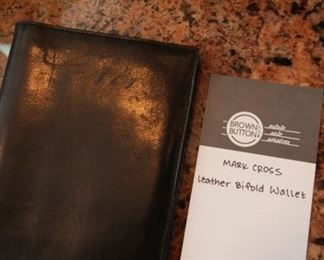 BROWN
BUTTON
estate
sale
services
MARK CROSS
Leather Bifold Wallet